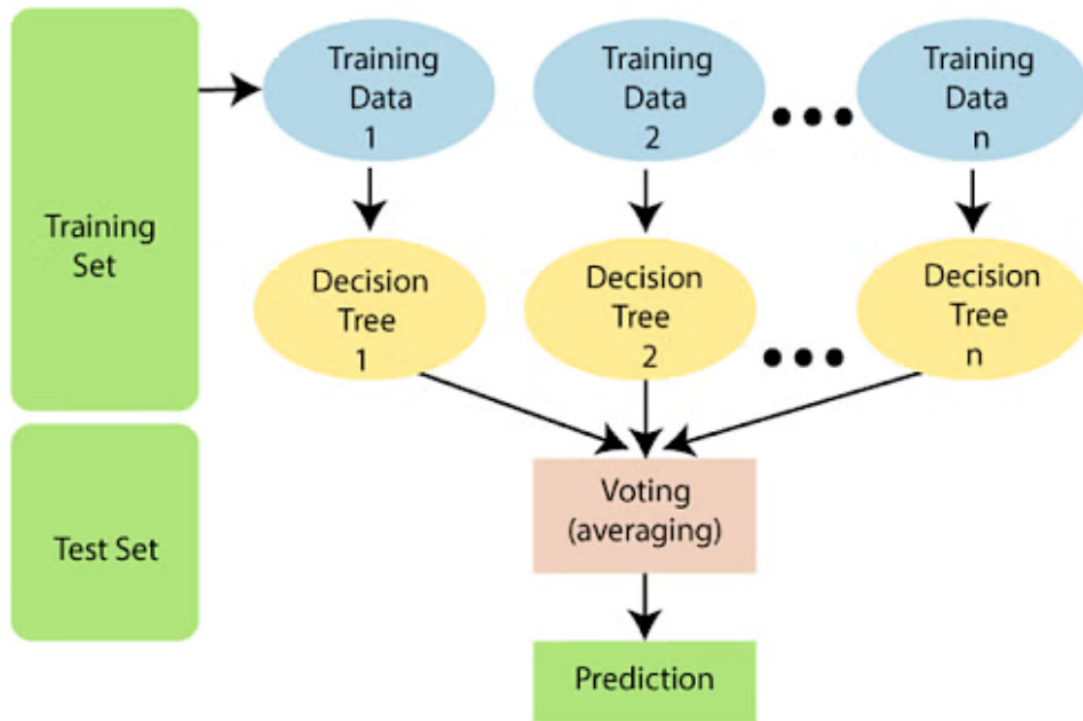 Training
Set
Test Set
Training
Data
1
Training
Data
2
Training
Data
n
Decision
Tree
1
Decision
Tree
2
Decision
Tree
n
Voting
(averaging)
Prediction